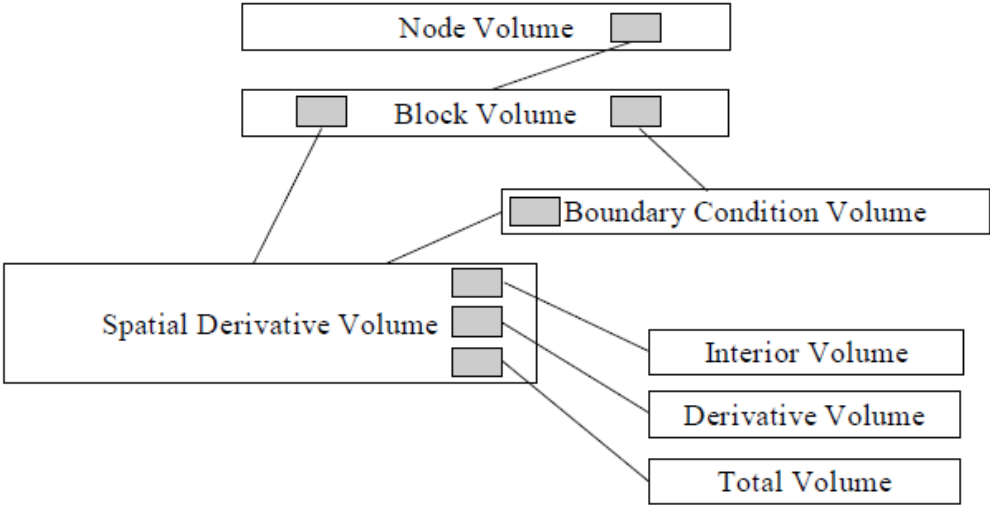 Node Volume
Block Volume
Boundary Condition Volume
Spatial Derivative Volume
Interior Volume
Derivative Volume
Total Volume